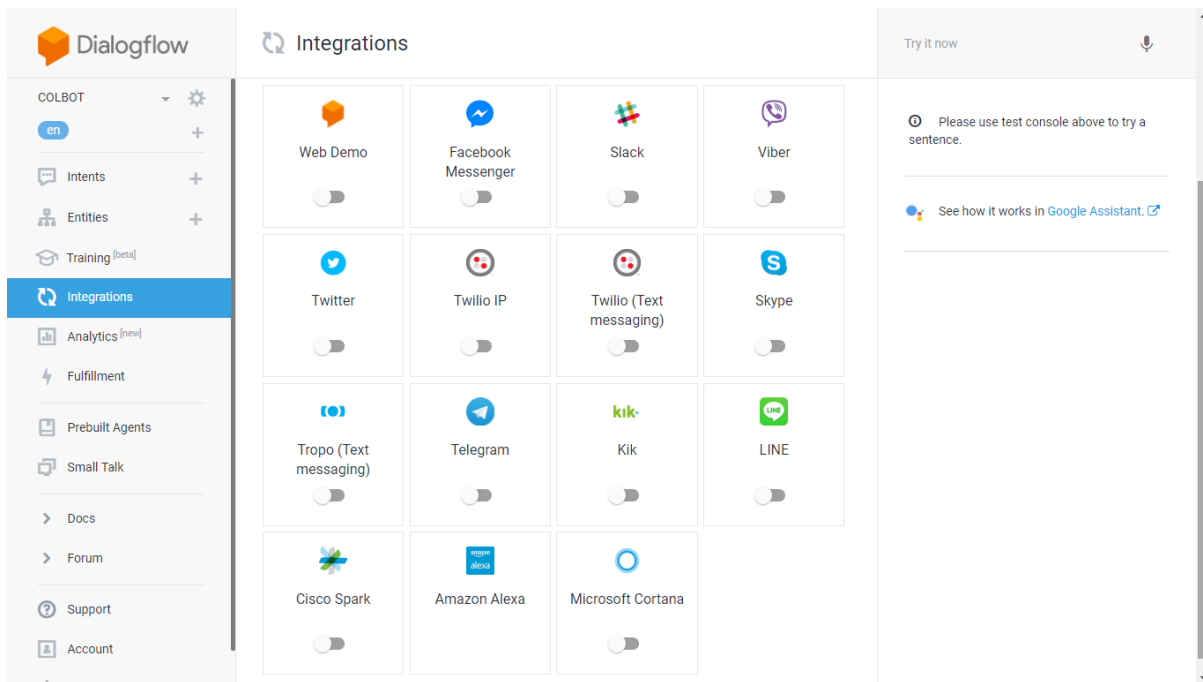 Dialogflow
Integrations
Try it now
COLBOT
en
Intents
Entities
Training [beta]
Integrations
Analytics [new]
Fulfillment
Prebuilt Agents
Small Talk
Docs
Forum
Support
Account
Web Demo
Facebook
Messenger
Slack
Viber
Twitter
Twilio IP
Twilio (Text
messaging)
Skype
Tropo (Text
messaging)
Telegram
kik
Kik
LINE
LINE
Cisco Spark
amazon
alexa
Amazon Alexa
Microsoft Cortana
Please use test console above to try a
sentence.
See how it works in Google Assistant.